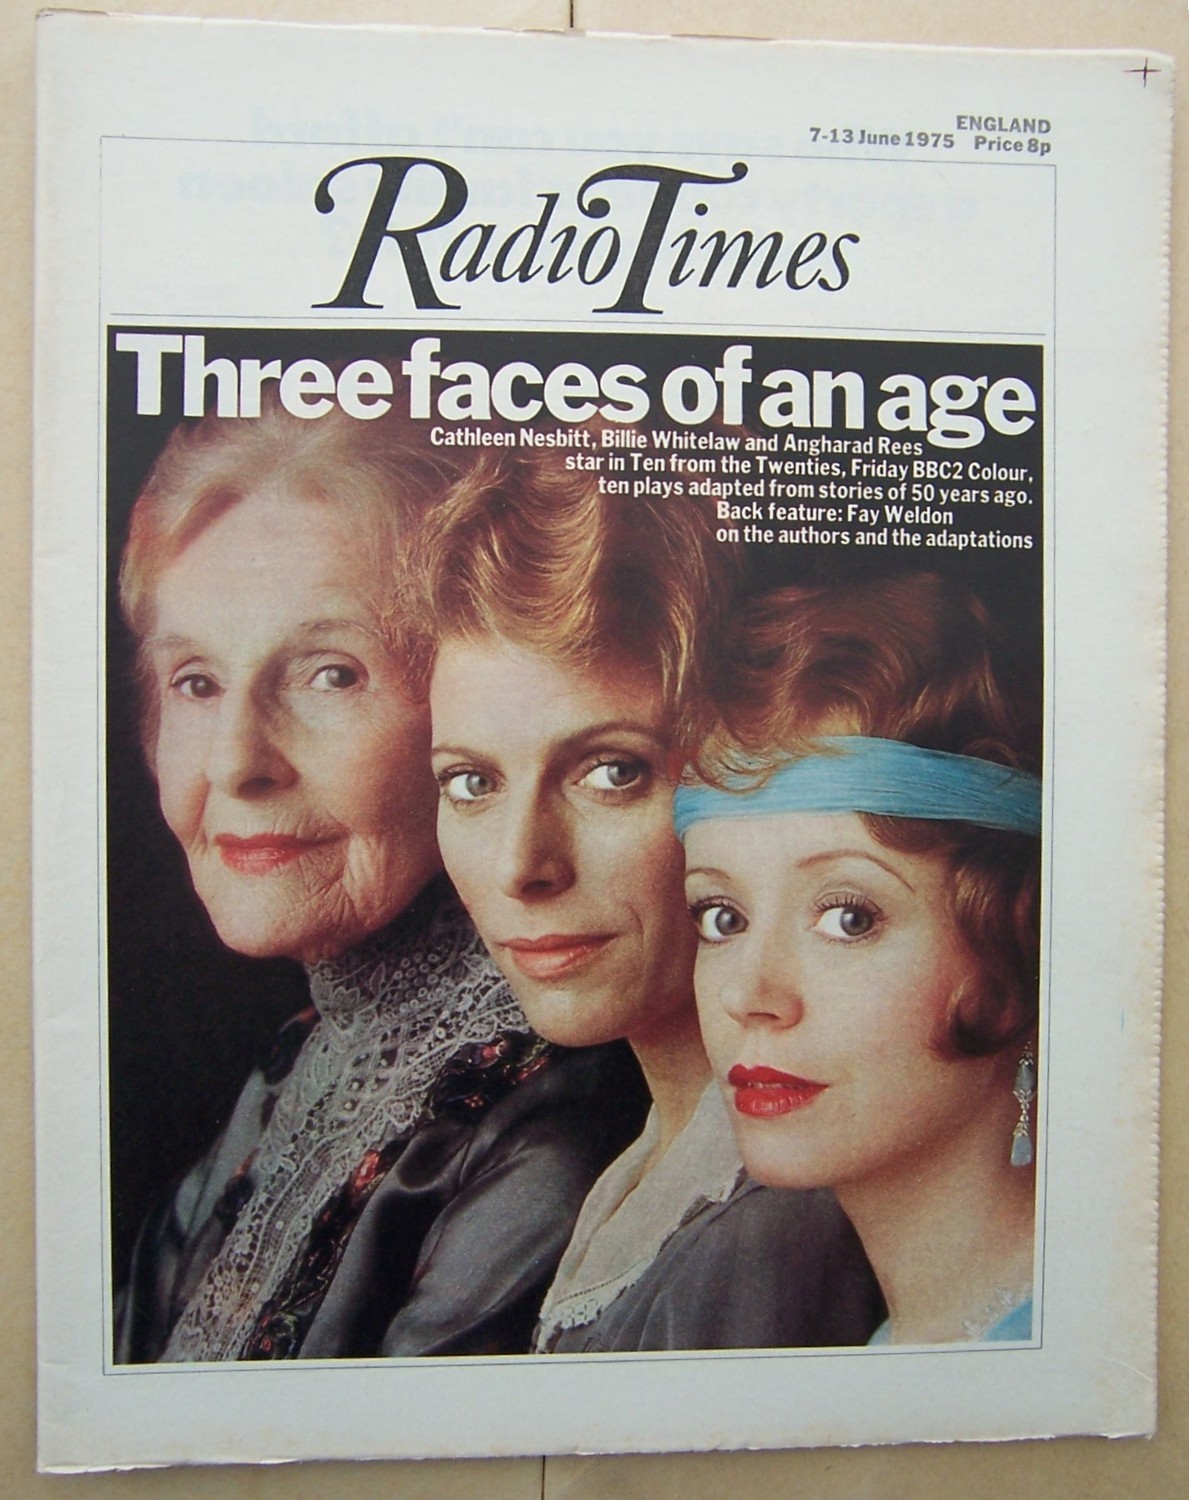 ENGLAND
7-13 June 1975 Price 8p
Radio Times
Three faces of an age
Cathleen Nesbitt, Billie Whitelaw and Angharad Rees
star in Ten from the Twenties, Friday BBC2 Colour,
ten plays adapted from stories of 50 years ago.
Back feature: Fay Weldon
on the authors and the adaptations